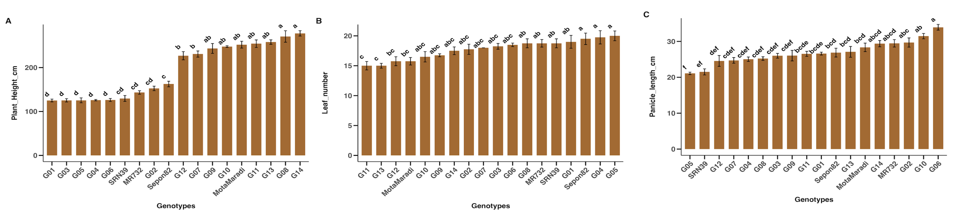 A
Plant_Height_cm
200
100
0
d d d d d cd cd cd c b b ab ab ab ab a a
G01 G03 G05 G04 G06 SRN39 MR732 G02 Sepon82 G12 G07 G09 G10 MotaMaradi G11 G13 G08 G14
Genotypes
B
Leaf_number
20
15
10
5
0
c c bc bc abc abc abc abc abc abc abc ab ab ab ab a a a
G11 G13 G12 MotaMaradi G10 G09 G14 G02 G07 G03 G06 G08 MR732 SRN39 G01 Sepon82 G04 G05
Genotypes
C
Panicle_length_cm
30
20
10
0
f ef def cdef cdef cdef cdef cdef bcde bcde bcd bcd bcd abcd abcd abc ab a
G05 SRN39 G12 G07 G04 G08 G03 G09 G11 G01 Sepon82 G13 MotaMaradi G14 MR732 G02 G10 G06
Genotypes